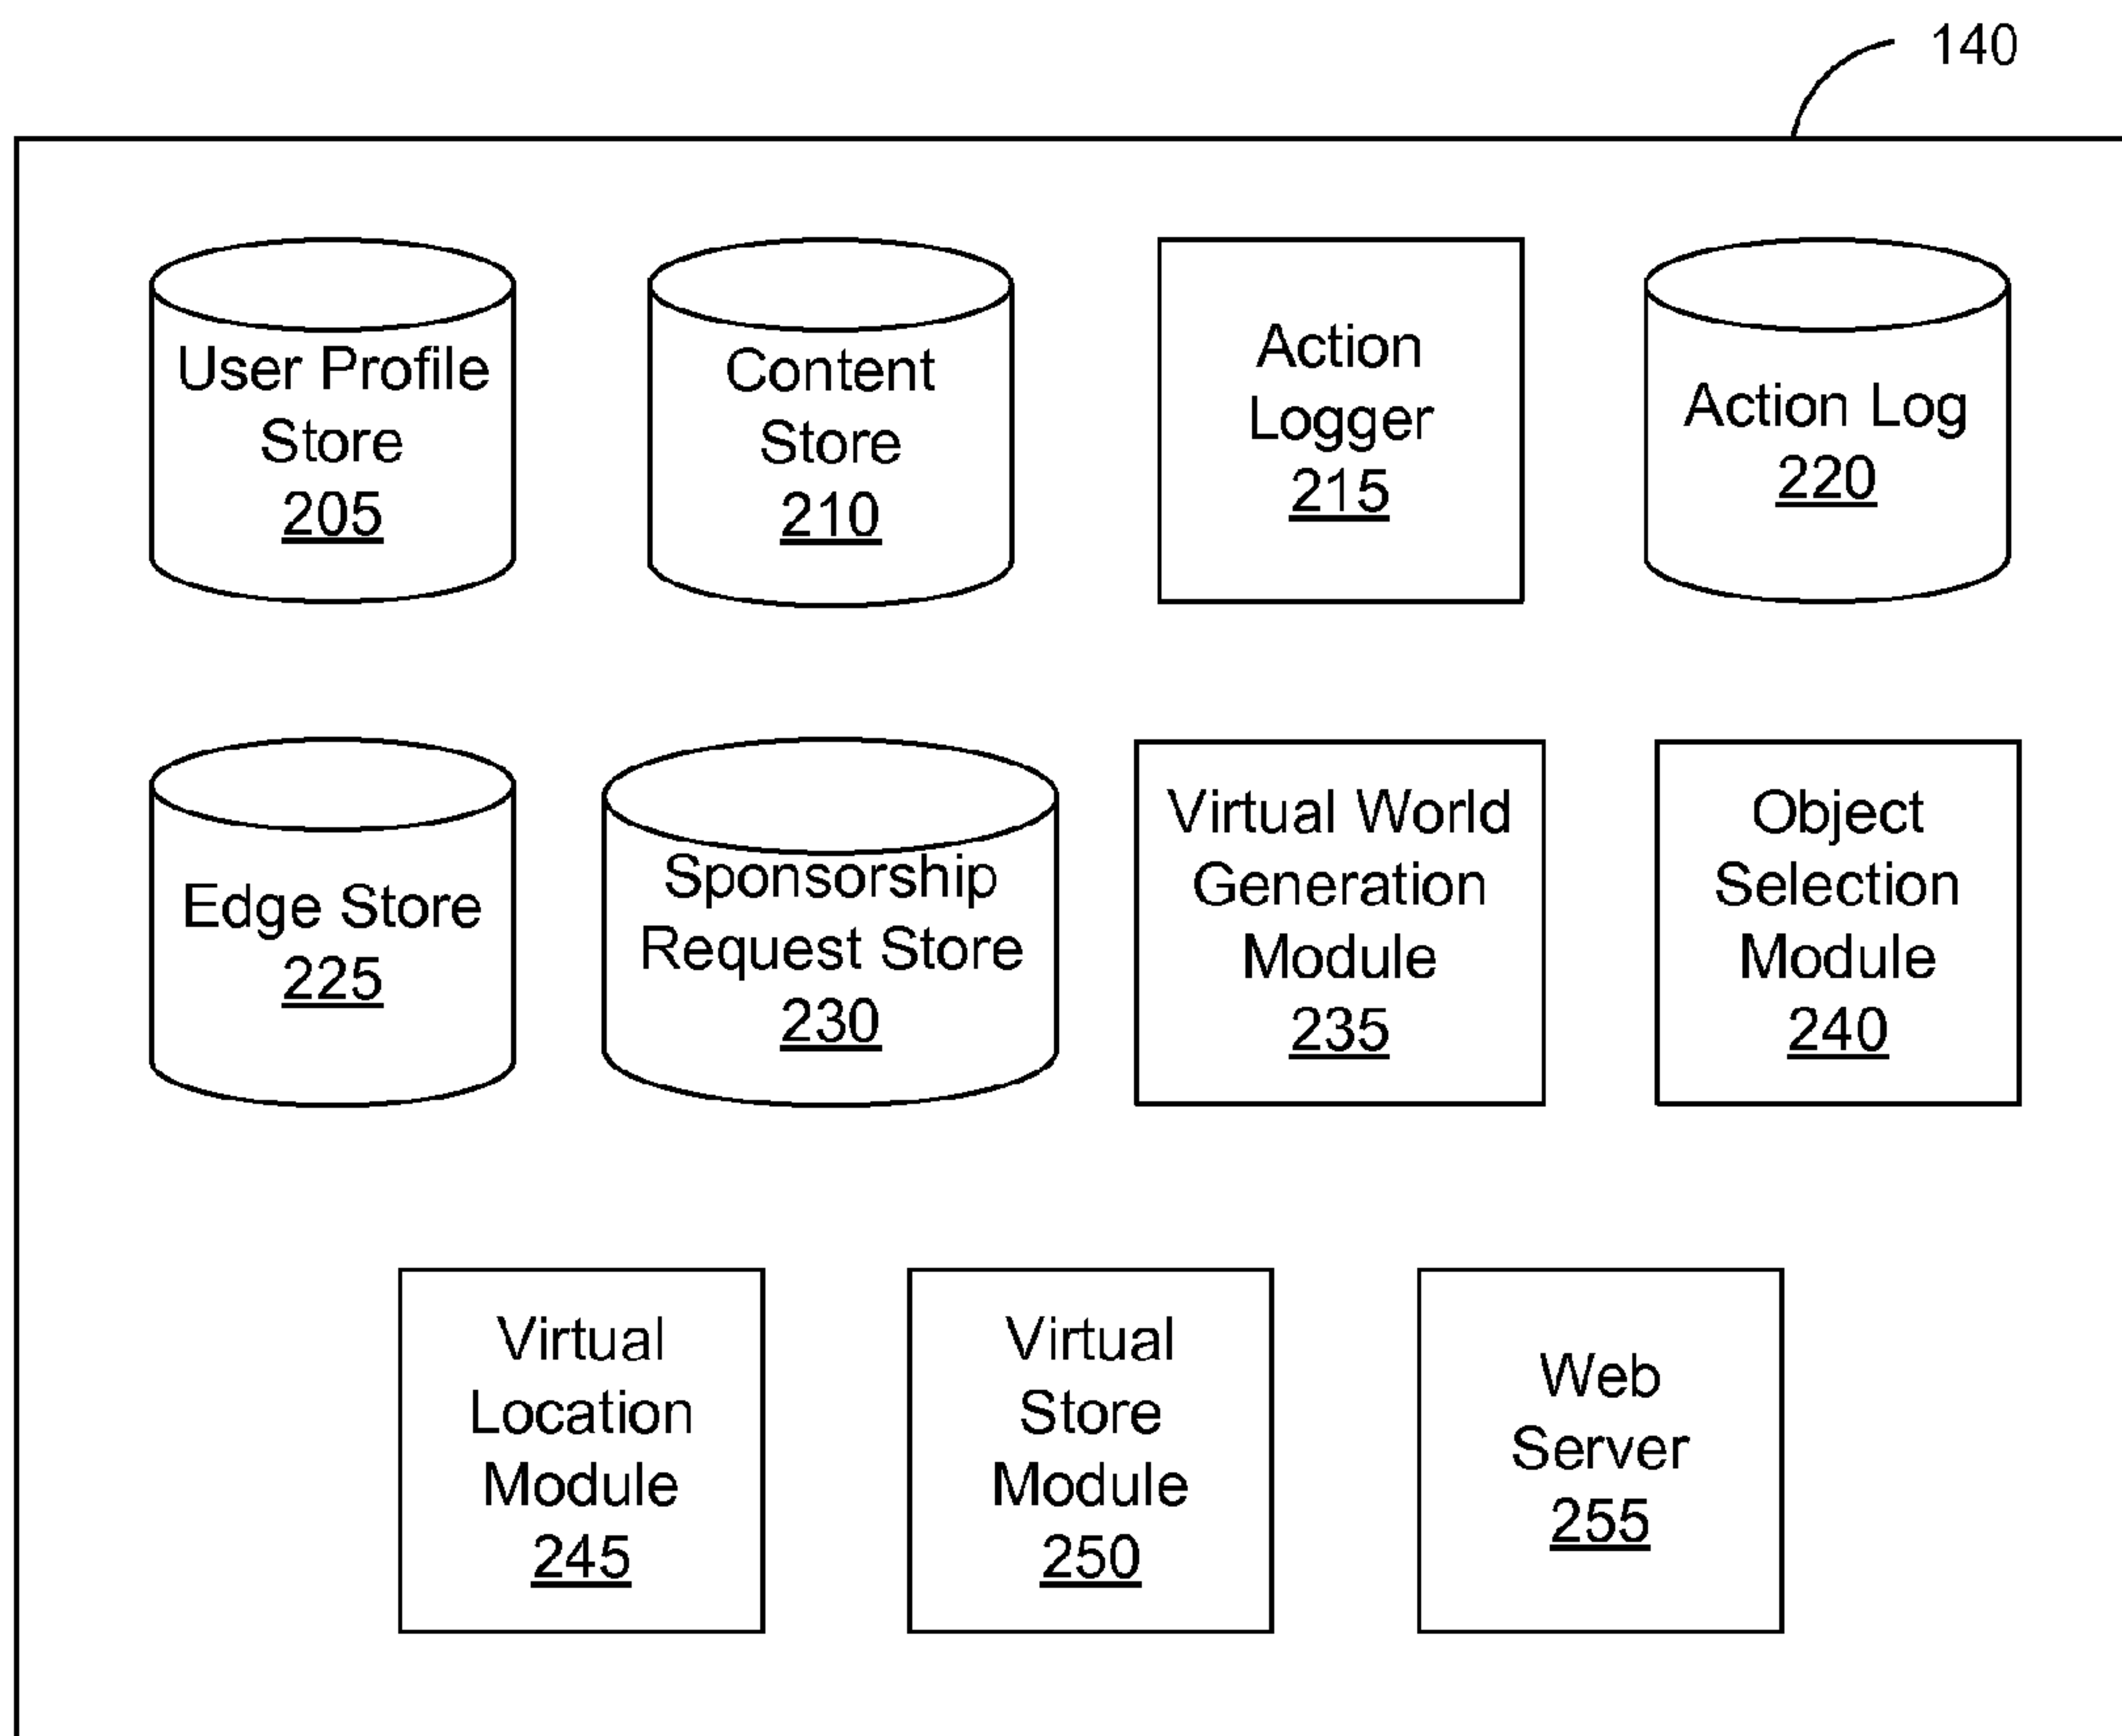 140
User Profile
Store
205
Content
Store
210
Action
Logger
215
Action Log
220
Edge Store
225
Sponsorship
Request Store
230
Virtual World
Generation
Module
235
Object
Selection
Module
240
Virtual
Location
Module
245
Virtual
Store
Module
250
Web
Server
255